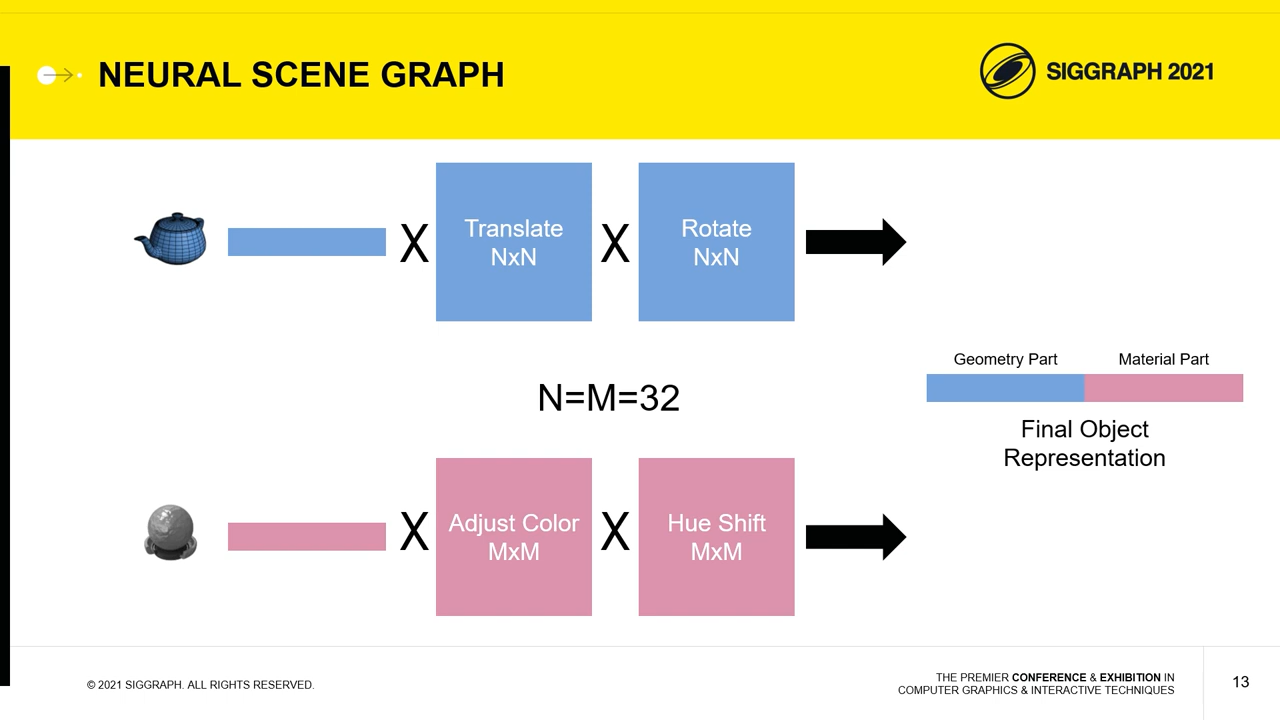 NEURAL SCENE GRAPH
SIGGRAPH 2021
X
Translate
NxN
X
Rotate
NxN
Geometry Part
Material Part
N=M=32
Final Object
Representation
X
Adjust Color
MxM
X
Hue Shift
MxM
© 2021 SIGGRAPH. ALL RIGHTS RESERVED.
THE PREMIER CONFERENCE & EXHIBITION IN
COMPUTER GRAPHICS & INTERACTIVE TECHNIQUES
13